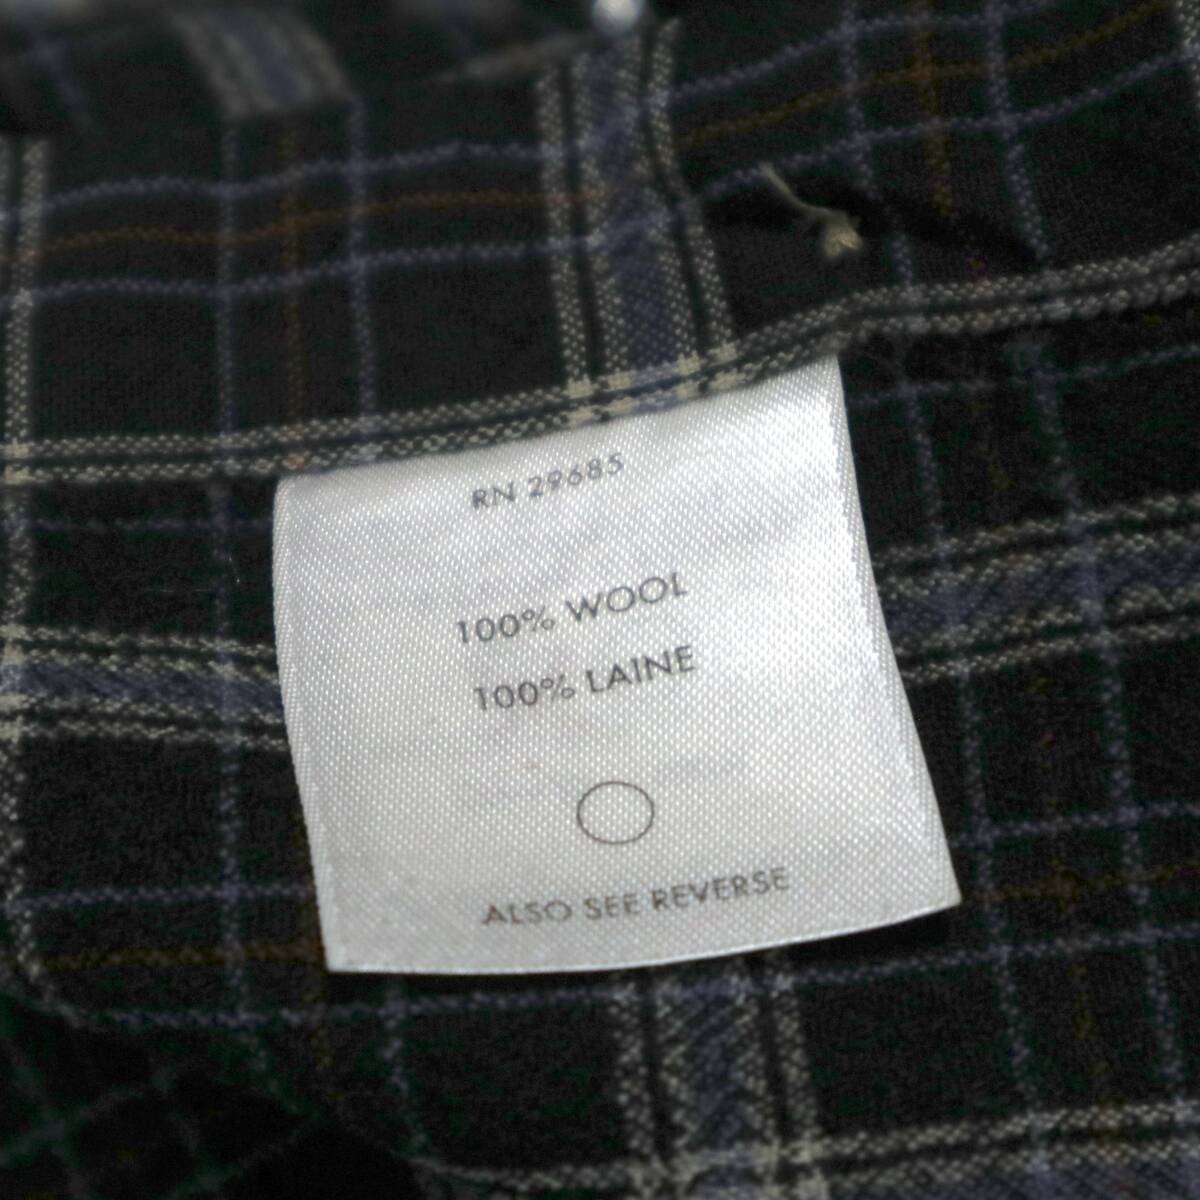 RN 29685
100% WOOL
100% LAINE
ALSO SEE REVERSE